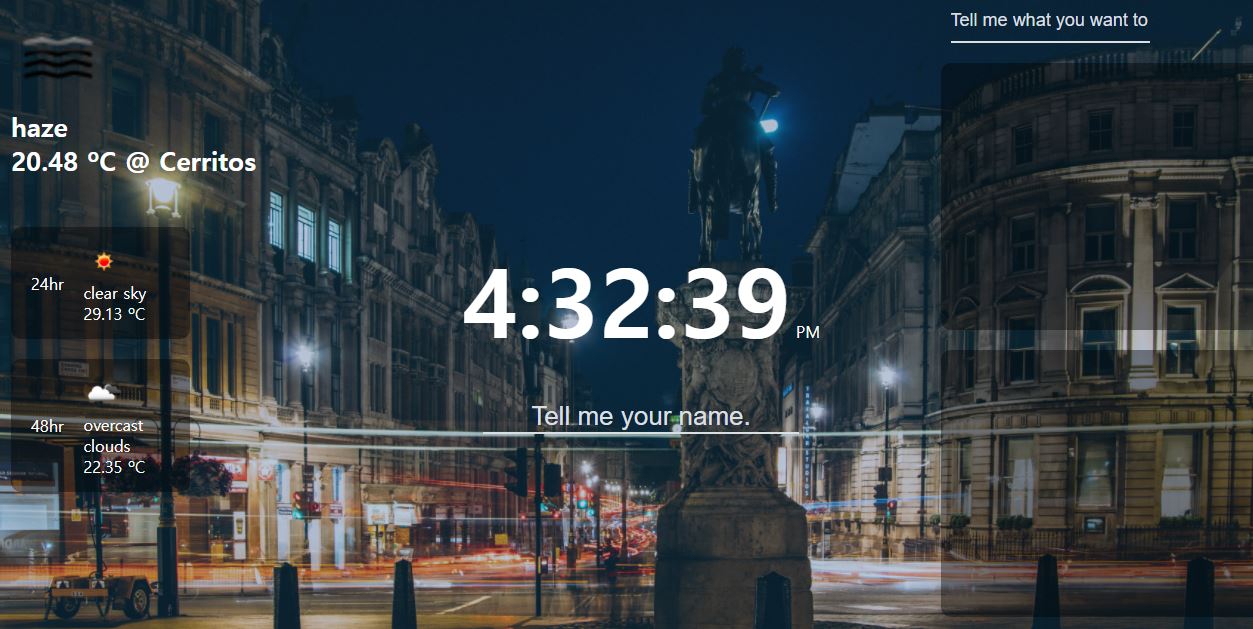 Tell me what you want to
haze
20.48 ºC @ Cerritos
24hr
clear sky
29.13 ºC
4:32:39 PM
Tell me your name.
48hr
overcast
clouds
22.35 ºC